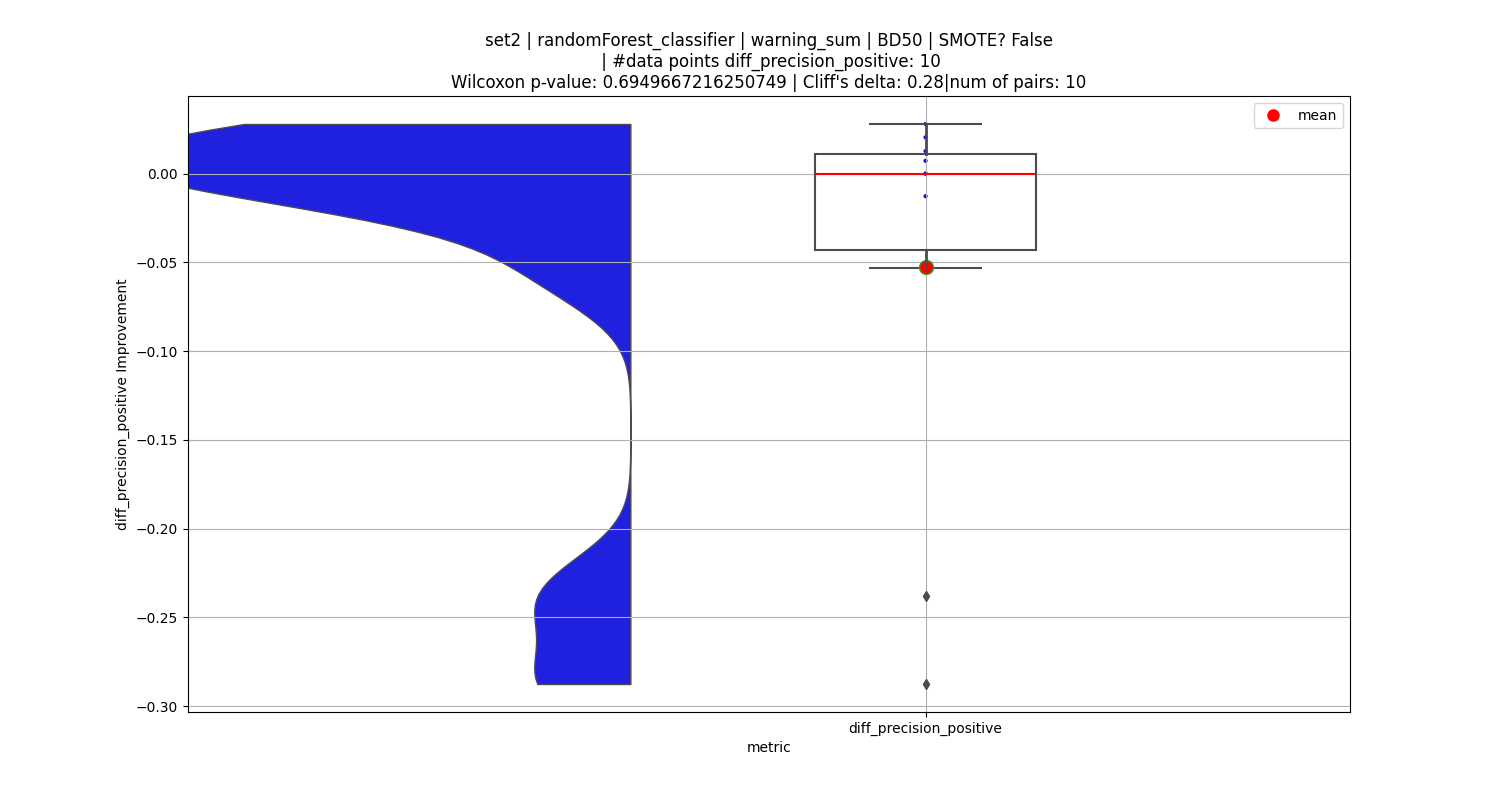 set2 | randomForest_classifier | warning_sum | BD50 | SMOTE? False
| #data points diff_precision_positive: 10
Wilcoxon p-value: 0.6949667216250749 | Cliff's delta: 0.28|num of pairs: 10
mean
0.00
−0.05
−0.10
−0.15
−0.20
−0.25
−0.30
diff_precision_positive Improvement
diff_precision_positive
metric